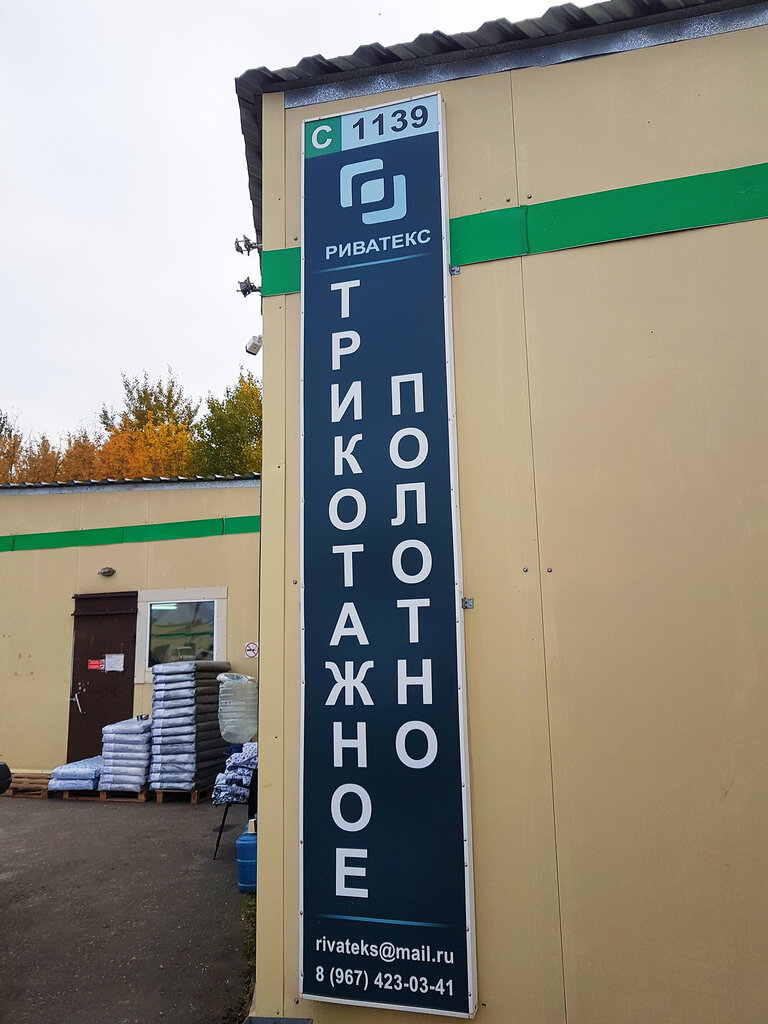 С 1139
РИВАТЕКС
ТРИКОТАЖНОЕ
ПОЛОТНО
rivateks@mail.ru
8 (967) 423-03-41